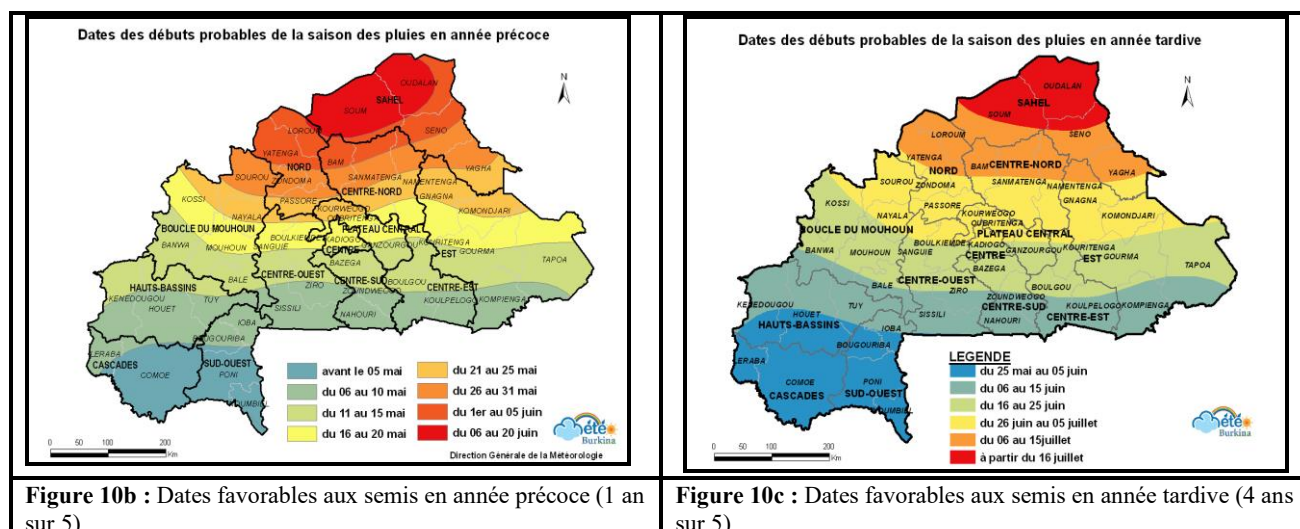 Dates des débuts probables de la saison des pluies en année précoce
N
OUDALAN
SAHEL
SOUM
LOROUM
SENO
YATENGA
BAM
NORD
YAGHA
SOUROU
ZONDOMA
SANMATENGA
NAMENTENGA
CENTRE-NORD
GNAGNA
KOSSI
PASSORE
KOURWEOGO
KOMONDJARI
NAYALA
OUBRITENGA
BOUCLE DU MOUHOUN
PLATEAU CENTRAL
BOULKIEMDE
KADIOGO
KOURITENGA
BANWA
MOUHOUN
SANGUIE
CENTRE
GANZOURGOU
EST
GOURMA
BAZEGA
TAPOA
BALE
CENTRE-OUEST
CENTRE-SUD
BOULGOU
HAUTS-BASSINS
ZIRO
ZOUNDWEOGO
CENTRE-EST
KENEDOUGOU
TUY
KOULPELOGO
KOMPIENGA
HOUET
SISSILI
NAHOURI
IOBA
BOUGOURIBA
LERABA
CASCADES
SUD-OUEST
COMOE
PONI
NOUMBIEL
avant le 05 mai
du 06 au 10 mai
du 11 au 15 mai
du 16 au 20 mai
du 21 au 25 mai
du 26 au 31 mai
du 1er au 05 juin
du 06 au 20 juin
0 50 100 200
Km
Météo
Burkina
Direction Générale de la Météorologie
Figure 10b : Dates favorables aux semis en année précoce (1 an
sur 5)
Dates des débuts probables de la saison des pluies en année tardive
N
OUDALAN
SAHEL
SOUM
LOROUM
SENO
YATENGA
BAM
CENTRE-NORD
NORD
YAGHA
SOUROU
SANMATENGA
ZONDOMA
NAMENTENGA
GNAGNA
KOSSI
PASSORE
KOMONDJARI
NAYALA
KOURWEOGO
OUBRITENGA
BOUCLE DU MOUHOUN
PLATEAU CENTRAL
BOULKIEMDE
KADIOGO
KOURITENGA
BANWA
MOUHOUN
SANGUIE
CENTRE
GANZOURGOU
EST
GOURMA
BAZEGA
TAPOA
BALE
CENTRE-OUEST
BOULGOU
ZIRO
ZOUNDWEOGO
KENEDOUGOU
TUY
CENTRE-SUD
KOULPELOGO
KOMPIENGA
HOUET
SISSILI
NAHOURI
CENTRE-EST
HAUTS-BASSINS
IOBA
BOUGOURIBA
LERABA
COMOE
PONI
CASCADES
SUD-OUEST
NOUMBIEL
LEGENDE
du 25 mai au 05 juin
du 06 au 15 juin
du 16 au 25 juin
du 26 juin au 05 juillet
du 06 au 15juillet
à partir du 16 juillet
0 50 100 200
Km
Météo
Burkina
Figure 10c : Dates favorables aux semis en année tardive (4 ans
sur 5)